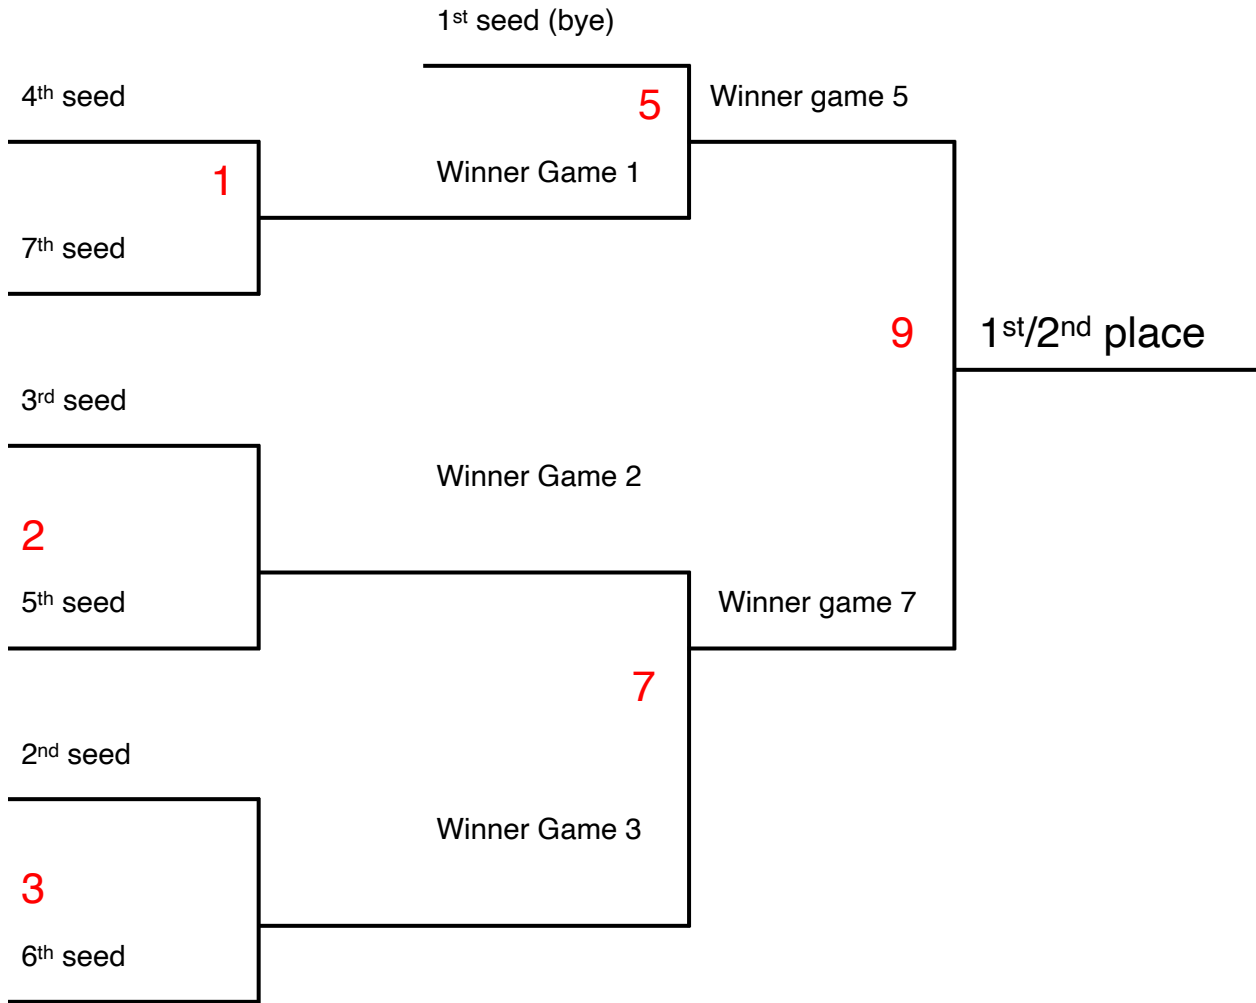 1st seed (bye)
4th seed
5
Winner game 5
1
Winner Game 1
7th seed
9
1st/2nd place
3rd seed
Winner Game 2
2
5th seed
Winner game 7
7
2nd seed
Winner Game 3
3
6th seed